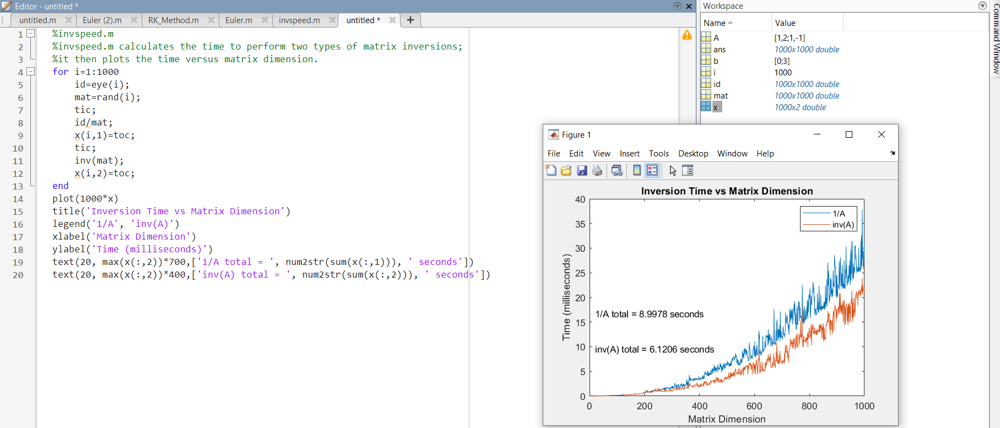 Editor - untitled *
untitled.m
Euler (2).m
RK_Method.m
Euler.m
invspeed.m
untitled *
1 %invspeed.m
2 %invspeed.m calculates the time to perform two types of matrix inversions;
3 %it then plots the time versus matrix dimension.
4 for i=1:1000
5 id=eye(i);
6 mat=rand(i);
7 tic;
8 id/mat;
9 x(i,1)=toc;
10 tic;
11 inv(mat);
12 x(i,2)=toc;
13 end
14 plot(1000*x)
15 title('Inversion Time vs Matrix Dimension')
16 legend('1/A', 'inv(A)')
17 xlabel('Matrix Dimension')
18 ylabel('Time (milliseconds)')
19 text(20, max(x(:,2))*700,['1/A total = ', num2str(sum(x(:,1))), ' seconds'])
20 text(20, max(x(:,2))*400,['inv(A) total = ', num2str(sum(x(:,2))), ' seconds'])
Workspace
Name Value
A [1,2;1,-1]
ans 1000x1000 double
b [0;3]
i 1000
id 1000x1000 double
mat 1000x1000 double
x 1000x2 double
Command Window
Figure 1
File Edit View Insert Tools Desktop Window Help
Inversion Time vs Matrix Dimension
1/A
inv(A)
40
35
30
25
20
15
10
5
0
Time (milliseconds)
1/A total = 8.9978 seconds
inv(A) total = 6.1206 seconds
0 200 400 600 800 1000
Matrix Dimension